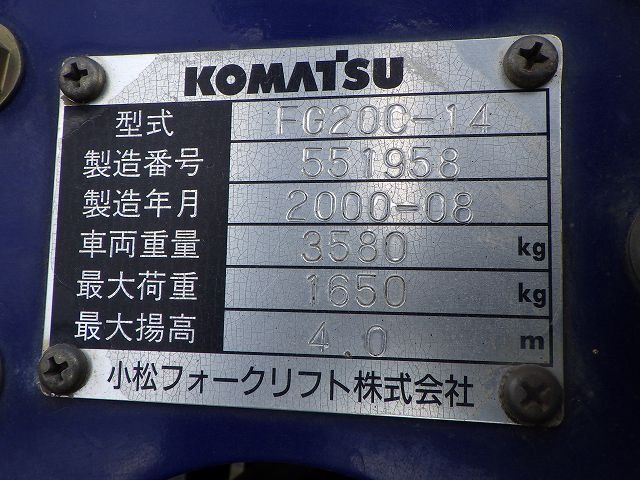 KOMATSU
型式 FG20C-14
製造番号 551958
製造年月 2000-08
車両重量 3580 kg
最大荷重 1650 kg
最大揚高 4.0 m
小松フォークリフト株式会社